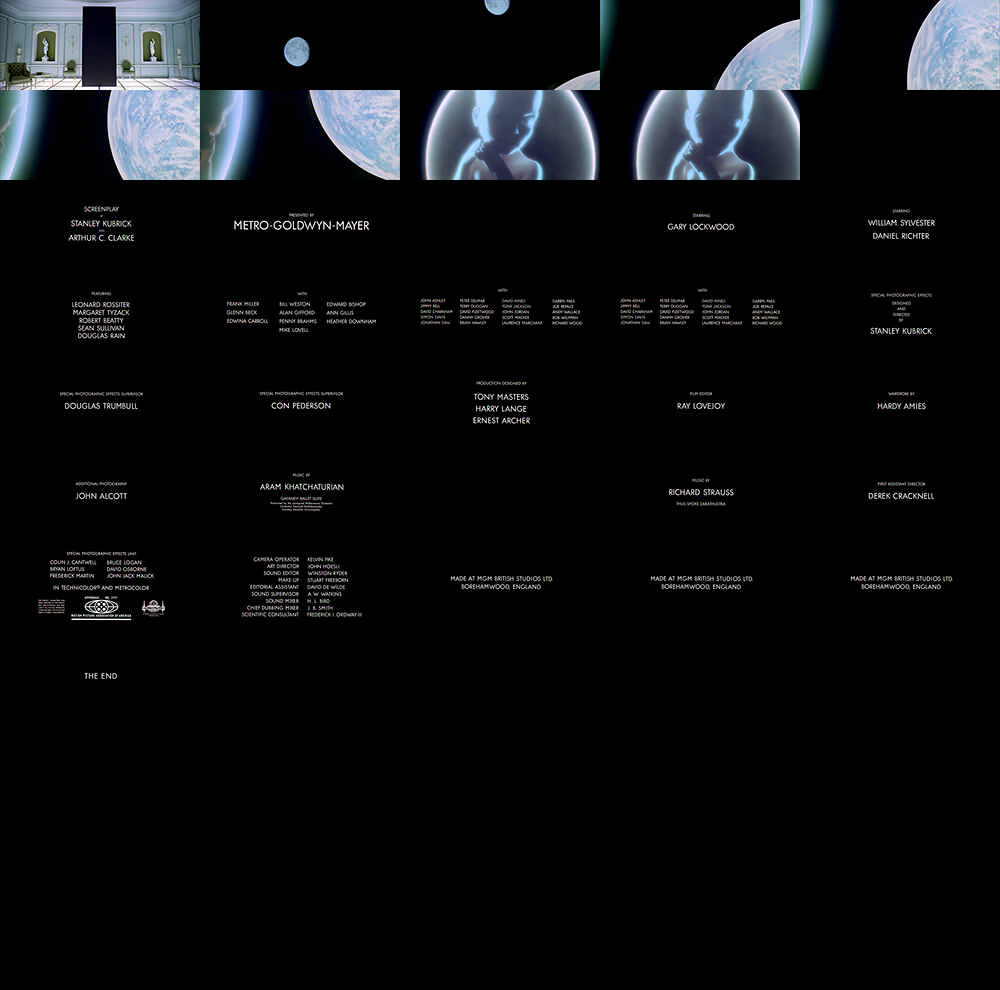 SCREENPLAY
STANLEY KUBRICK
AND
ARTHUR C. CLARKE
PRESENTED BY
METRO-GOLDWYN-MAYER
STARRING
GARY LOCKWOOD
STARRING
WILLIAM SYLVESTER
DANIEL RICHTER
FEATURING
LEONARD ROSSITER
MARGARET TYZACK
ROBERT BEATTY
SEAN SULLIVAN
DOUGLAS RAIN
WITH
FRANK MILLER BILL WESTON EDWARD BISHOP
GLENN BECK ALAN GIFFORD ANN GILLIS
EDWINA CARROLL PENNY BRAHMS HEATHER DOWNHAM
MIKE LOVELL
WITH
JOHN ASHLEY PETER DELMAR DAVID HINES DARRYL PAES
JIMMY BELL TERRY DUGGAN TONY JACKSON JOE REFALO
DAVID CHARKHAM DAVID FLEETWOOD JOHN JORDAN ANDY WALLACE
SIMON DAVIS DANNY GROVER SCOTT MACKEE BOB WILYMAN
JONATHAN DAW BRIAN HAWLEY LAURENCE MARCHANT RICHARD WOOD
WITH
JOHN ASHLEY PETER DELMAR DAVID HINES DARRYL PAES
JIMMY BELL TERRY DUGGAN TONY JACKSON JOE REFALO
DAVID CHARKHAM DAVID FLEETWOOD JOHN JORDAN ANDY WALLACE
SIMON DAVIS DANNY GROVER SCOTT MACKEE BOB WILYMAN
JONATHAN DAW BRIAN HAWLEY LAURENCE MARCHANT RICHARD WOOD
SPECIAL PHOTOGRAPHIC EFFECTS
DESIGNED
AND
DIRECTED
BY
STANLEY KUBRICK
SPECIAL PHOTOGRAPHIC EFFECTS SUPERVISOR
DOUGLAS TRUMBULL
SPECIAL PHOTOGRAPHIC EFFECTS SUPERVISOR
CON PEDERSON
PRODUCTION DESIGNED BY
TONY MASTERS
HARRY LANGE
ERNEST ARCHER
FILM EDITOR
RAY LOVEJOY
WARDROBE BY
HARDY AMIES
ADDITIONAL PHOTOGRAPHY
JOHN ALCOTT
MUSIC BY
ARAM KHATCHATURIAN
GAYANEH BALLET SUITE
MUSIC BY
RICHARD STRAUSS
THUS SPOKE ZARATHUSTRA
FIRST ASSISTANT DIRECTOR
DEREK CRACKNELL
SPECIAL PHOTOGRAPHIC EFFECTS UNIT
COLIN J. CANTWELL BRUCE LOGAN
BRYAN LOFTUS DAVID OSBORNE
FREDERICK MARTIN JOHN JACK MALICK
IN TECHNICOLOR® AND METROCOLOR
MOTION PICTURE ASSOCIATION OF AMERICA
CAMERA OPERATOR KELVIN PIKE
ART DIRECTOR JOHN HOESLI
SOUND EDITOR WINSTON RYDER
MAKE-UP STUART FREEBORN
EDITORIAL ASSISTANT DAVID DE WILDE
SOUND SUPERVISOR A. W. WATKINS
SOUND MIXER H. L. BIRD
CHIEF DUBBING MIXER J. B. SMITH
SCIENTIFIC CONSULTANT FREDERICK I. ORDWAY III
MADE AT MGM BRITISH STUDIOS LTD.
BOREHAMWOOD, ENGLAND
MADE AT MGM BRITISH STUDIOS LTD.
BOREHAMWOOD, ENGLAND
MADE AT MGM BRITISH STUDIOS LTD.
BOREHAMWOOD, ENGLAND
THE END